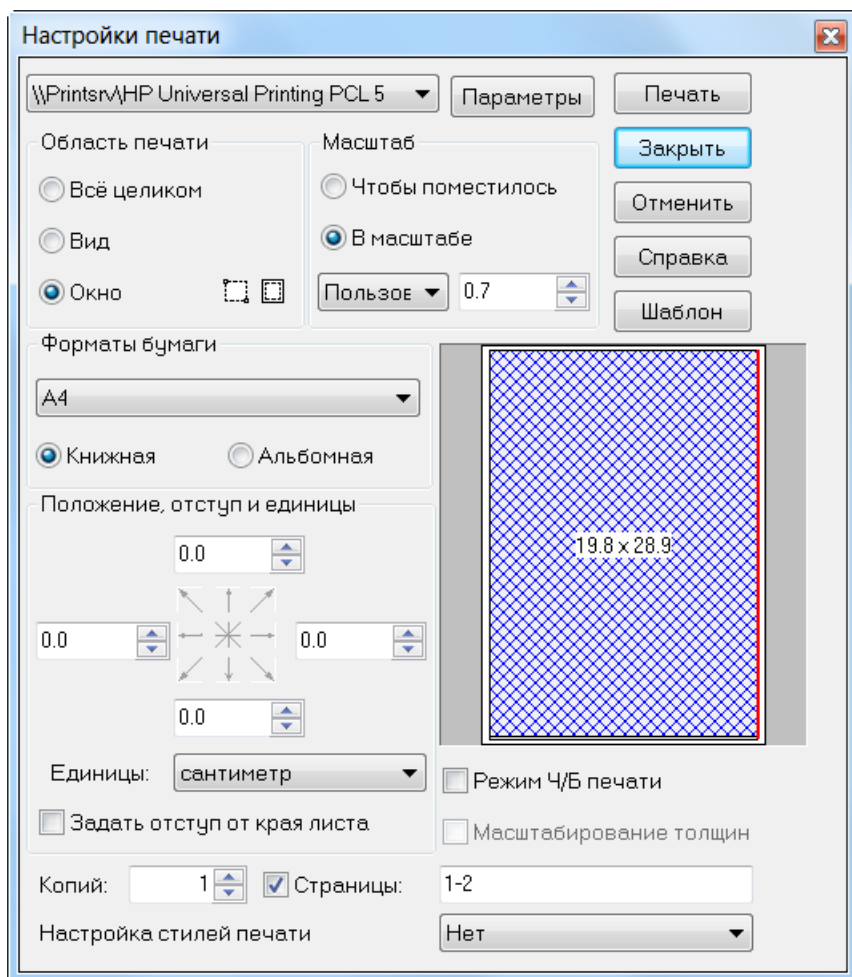 Настройки печати
\\Printsrv\HP Universal Printing PCL 5
Параметры
Печать
Область печати
Масштаб
Закрыть
Всё целиком
Чтобы поместилось
Отменить
Вид
В масштабе
Справка
Окно
Пользов
0.7
Шаблон
Форматы бумаги
A4
Книжная
Альбомная
Положение, отступ и единицы
0.0
19.8 x 28.9
0.0
0.0
0.0
Единицы:
сантиметр
Режим Ч/Б печати
Задать отступ от края листа
Масштабирование толщин
Копий:
1
Страницы:
1-2
Настройка стилей печати
Нет